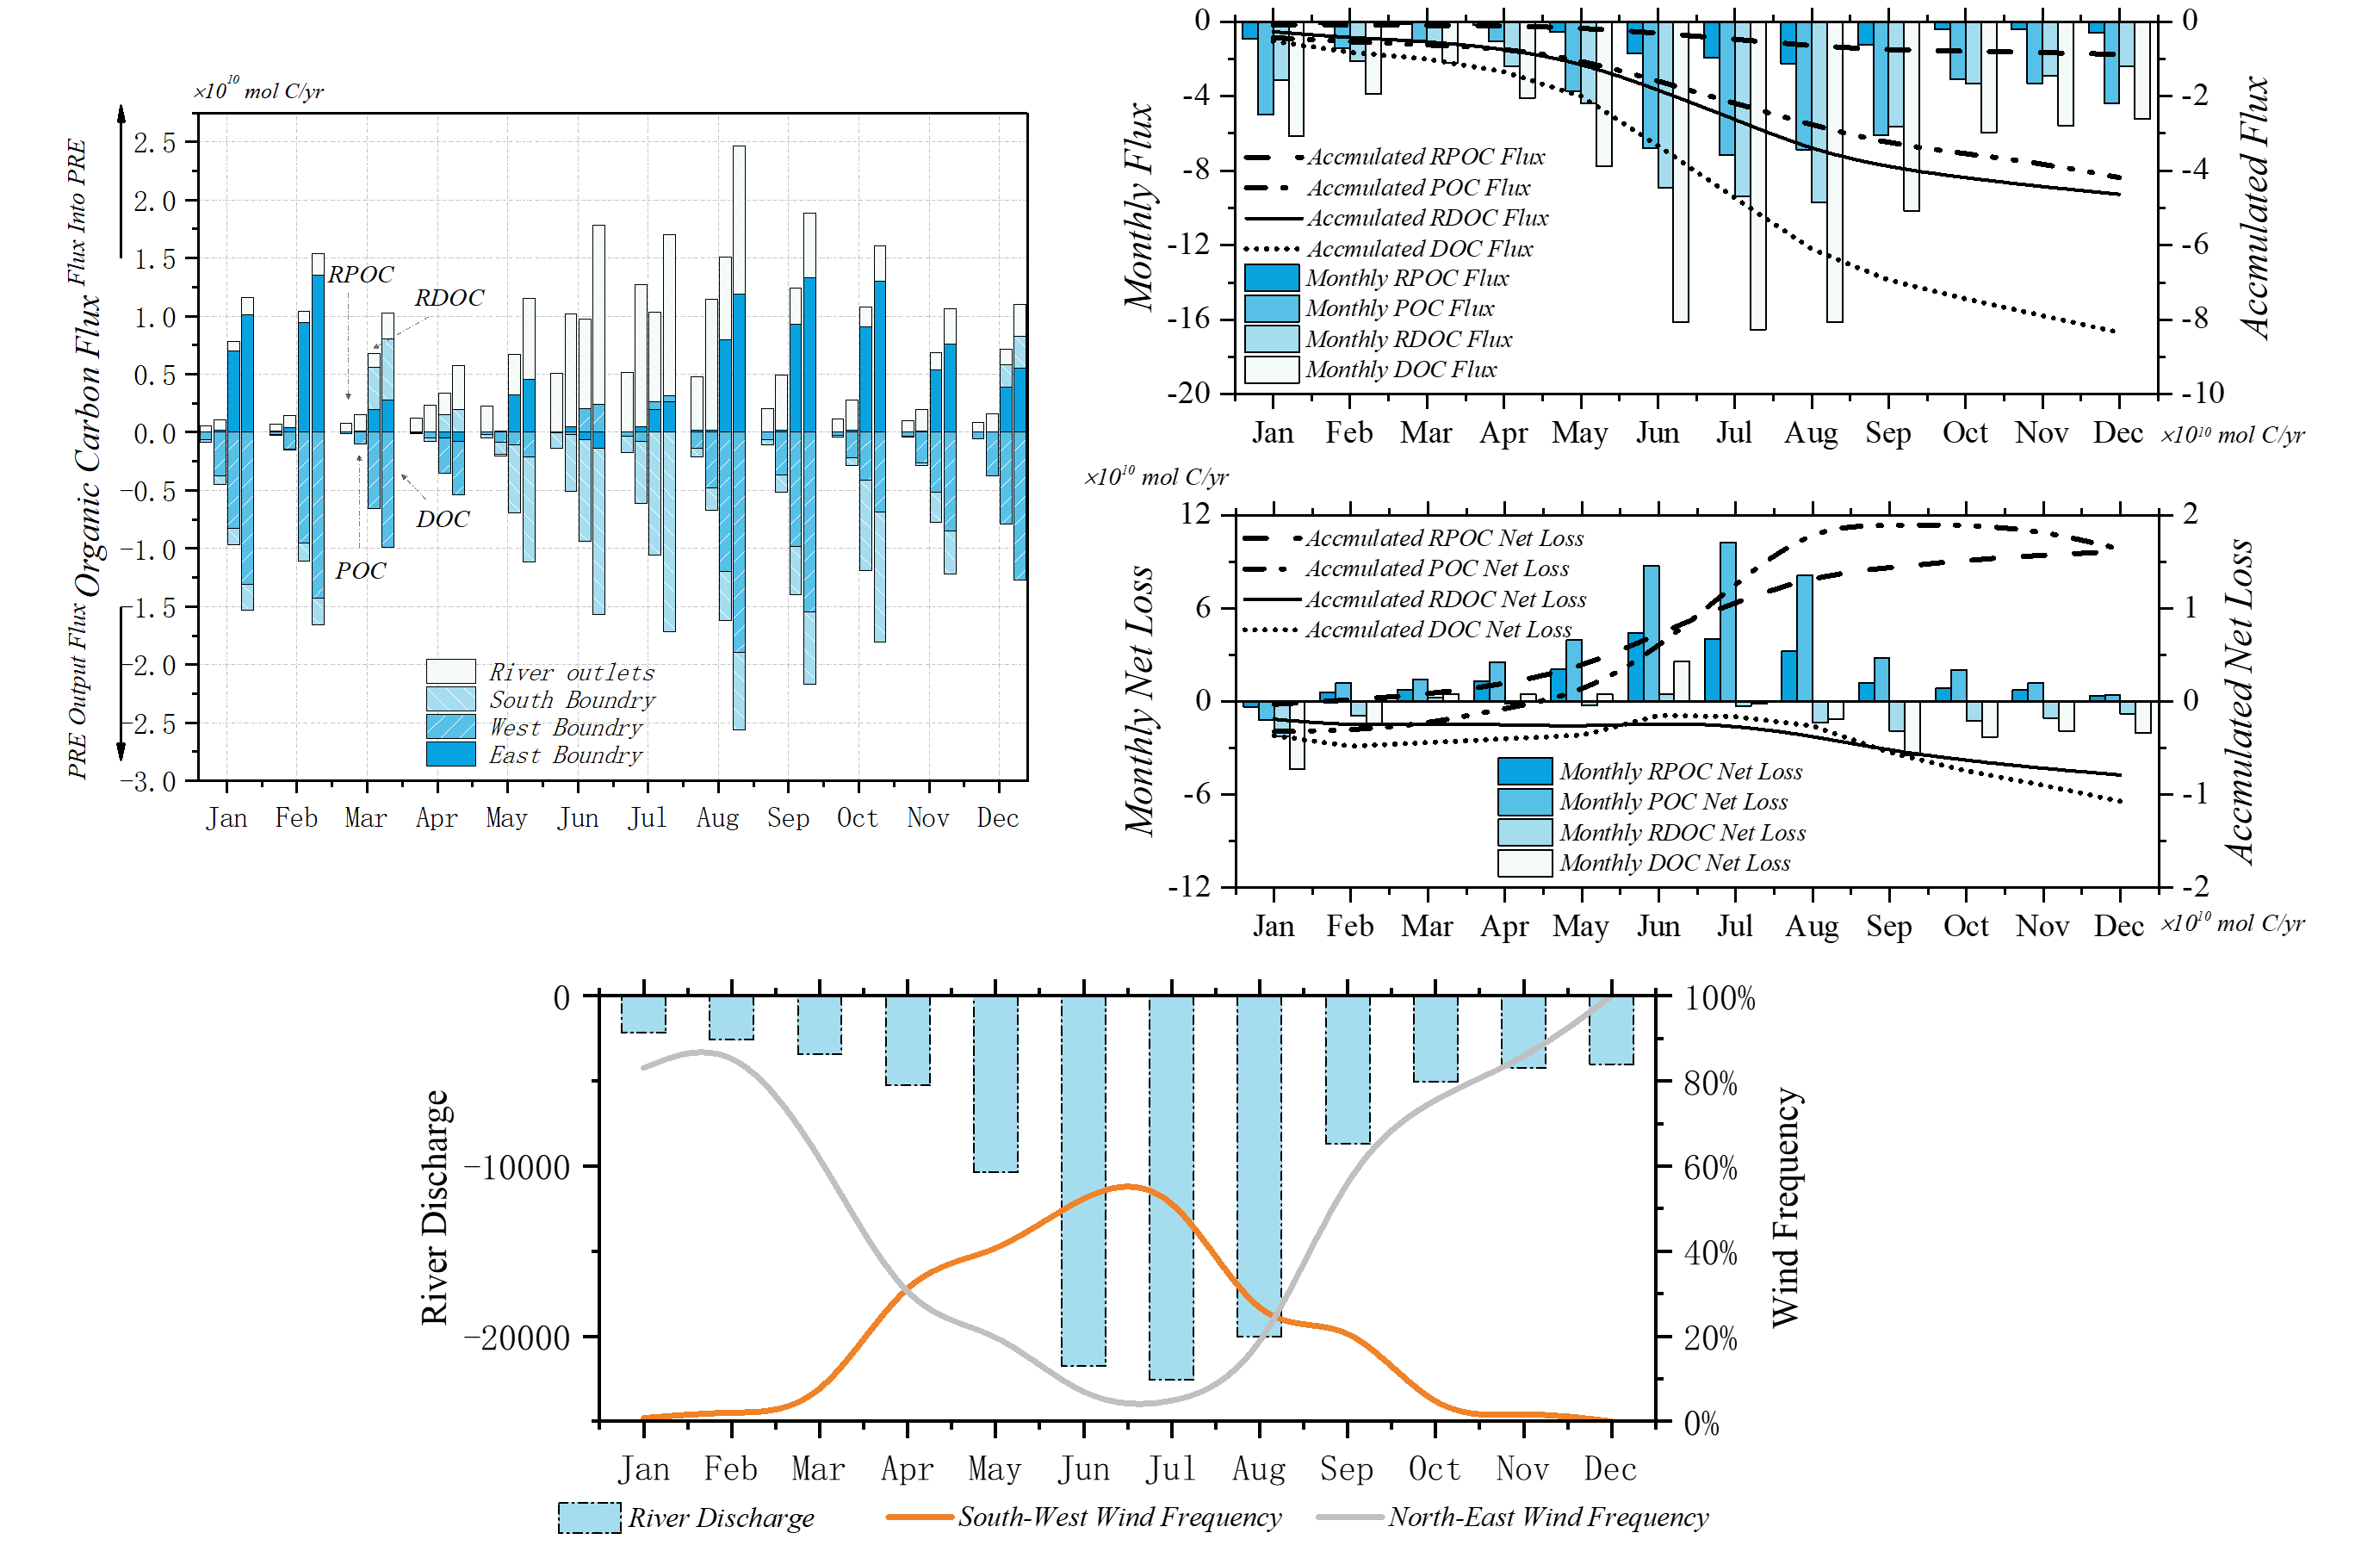 ×10¹⁰ mol C/yr
Flux Into PRE
Organic Carbon Flux
PRE Output Flux
2.5
2.0
1.5
1.0
0.5
0.0
−0.5
−1.0
−1.5
−2.0
−2.5
−3.0
RPOC
RDOC
DOC
POC
River outlets
South Boundry
West Boundry
East Boundry
Jan Feb Mar Apr May Jun Jul Aug Sep Oct Nov Dec
Monthly Flux
0
-4
-8
-12
-16
-20
Accmulated RPOC Flux
Accmulated POC Flux
Accmulated RDOC Flux
Accmulated DOC Flux
Monthly RPOC Flux
Monthly POC Flux
Monthly RDOC Flux
Monthly DOC Flux
0
-2
-4
-6
-8
-10
Accmulated Flux
Jan Feb Mar Apr May Jun Jul Aug Sep Oct Nov Dec
×10¹⁰ mol C/yr
×10¹⁰ mol C/yr
Monthly Net Loss
12
6
0
-6
-12
Accmulated RPOC Net Loss
Accmulated POC Net Loss
Accmulated RDOC Net Loss
Accmulated DOC Net Loss
Monthly RPOC Net Loss
Monthly POC Net Loss
Monthly RDOC Net Loss
Monthly DOC Net Loss
2
1
0
-1
-2
Accmulated Net Loss
Jan Feb Mar Apr May Jun Jul Aug Sep Oct Nov Dec
×10¹⁰ mol C/yr
River Discharge
0
−10000
−20000
100%
80%
60%
40%
20%
0%
Wind Frequency
Jan Feb Mar Apr May Jun Jul Aug Sep Oct Nov Dec
River Discharge
South-West Wind Frequency
North-East Wind Frequency